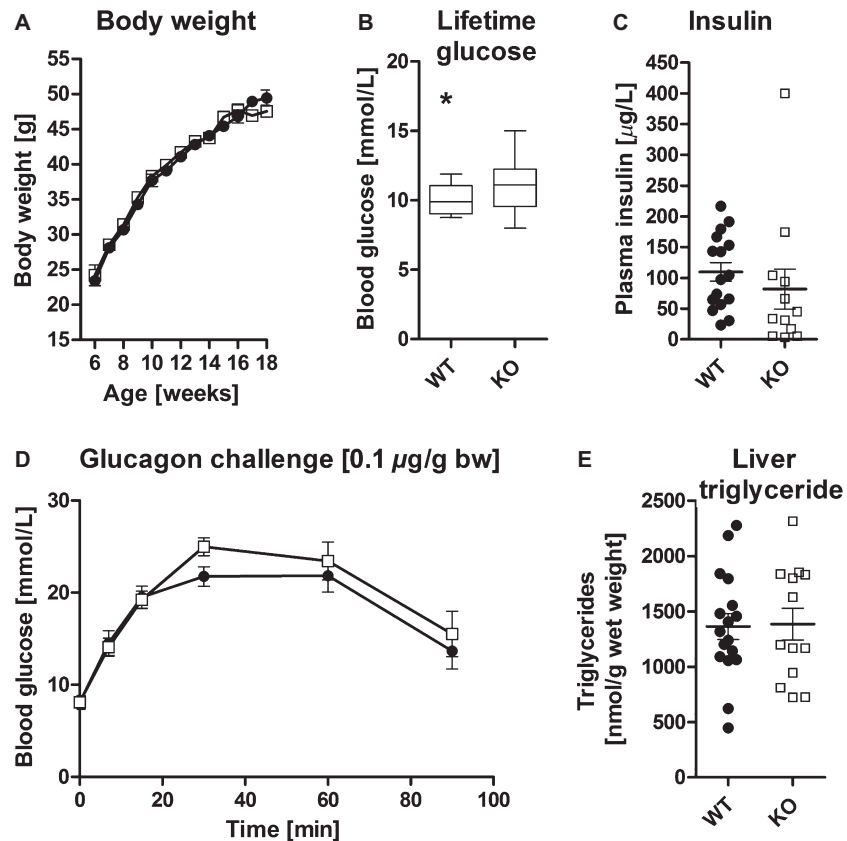 A Body weight
Body weight [g]
55
50
45
40
35
30
25
20
15
6 8 10 12 14 16 18
Age [weeks]
B Lifetime
glucose
Blood glucose [mmol/L]
20
15
10
5
0
*
WT KO
C Insulin
Plasma insulin [µg/L]
450
400
350
300
250
200
150
100
50
0
WT KO
D Glucagon challenge [0.1 µg/g bw]
Blood glucose [mmol/L]
30
20
10
0
0 20 40 60 80 100
Time [min]
E Liver
triglyceride
Triglycerides
[nmol/g wet weight]
2500
2000
1500
1000
500
0
WT KO